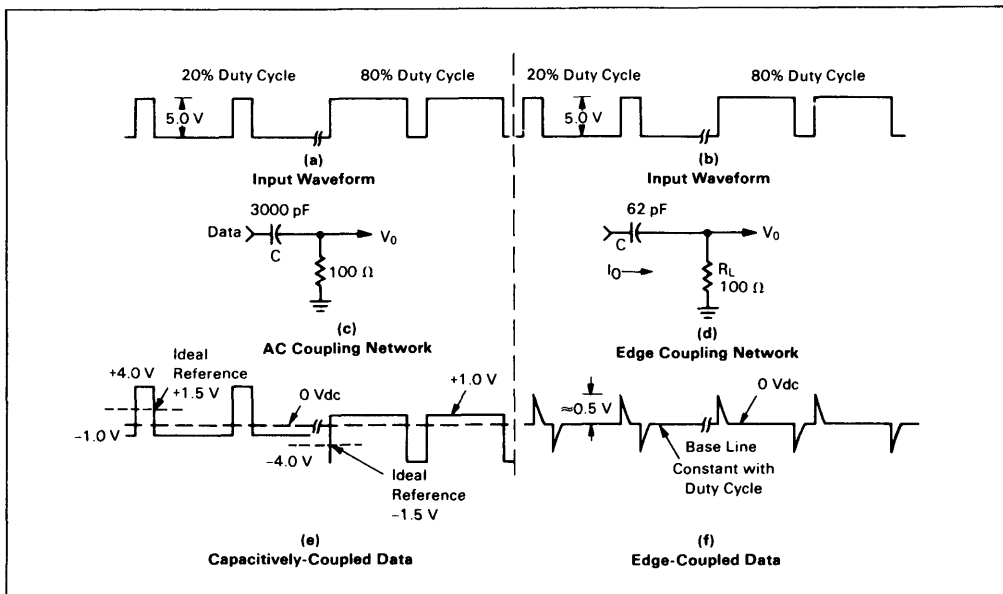 20% Duty Cycle
80% Duty Cycle
5.0 V
(a)
Input Waveform
20% Duty Cycle
80% Duty Cycle
5.0 V
(b)
Input Waveform
3000 pF
Data
C
V0
100 Ω
(c)
AC Coupling Network
62 pF
C
V0
IO
RL
100 Ω
(d)
Edge Coupling Network
Ideal
Reference
+1.5 V
+4.0 V
0 Vdc
+1.0 V
−1.0 V
−4.0 V
Ideal
Reference
−1.5 V
(e)
Capacitively-Coupled Data
≈0.5 V
0 Vdc
Base Line
Constant with
Duty Cycle
(f)
Edge-Coupled Data